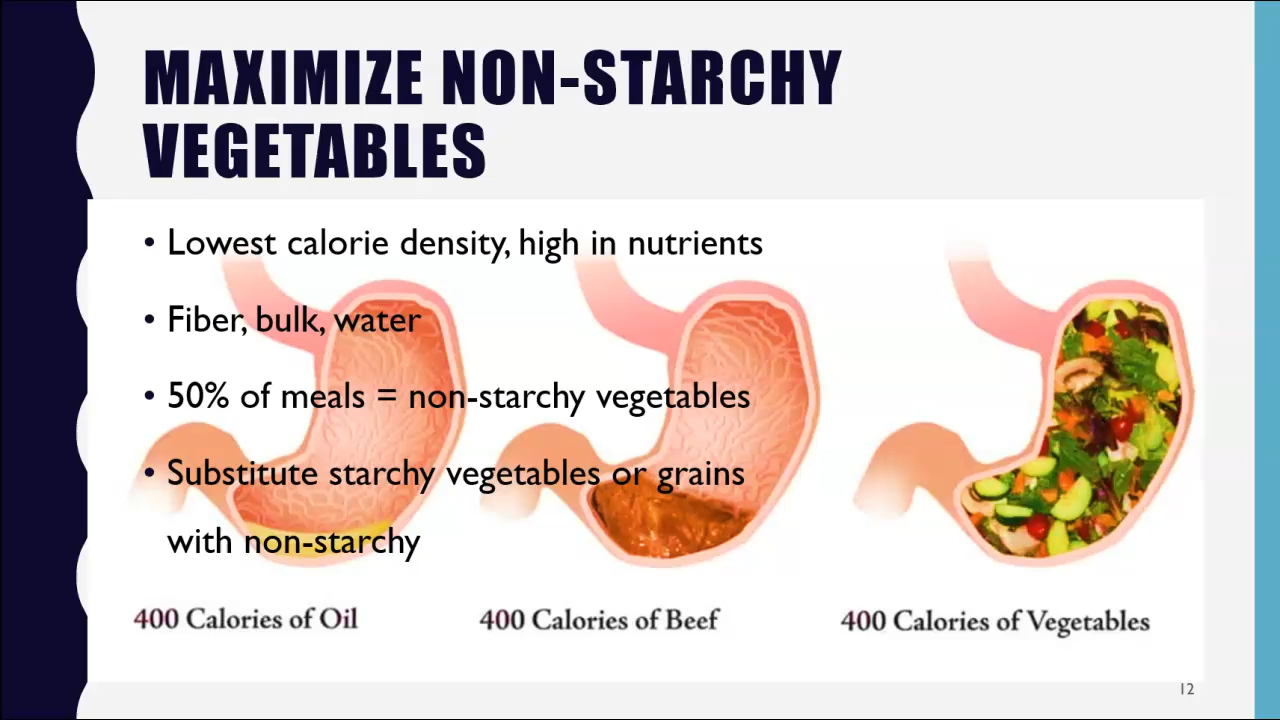 MAXIMIZE NON-STARCHY
VEGETABLES
• Lowest calorie density, high in nutrients
• Fiber, bulk, water
• 50% of meals = non-starchy vegetables
• Substitute starchy vegetables or grains
with non-starchy
400 Calories of Oil
400 Calories of Beef
400 Calories of Vegetables
12